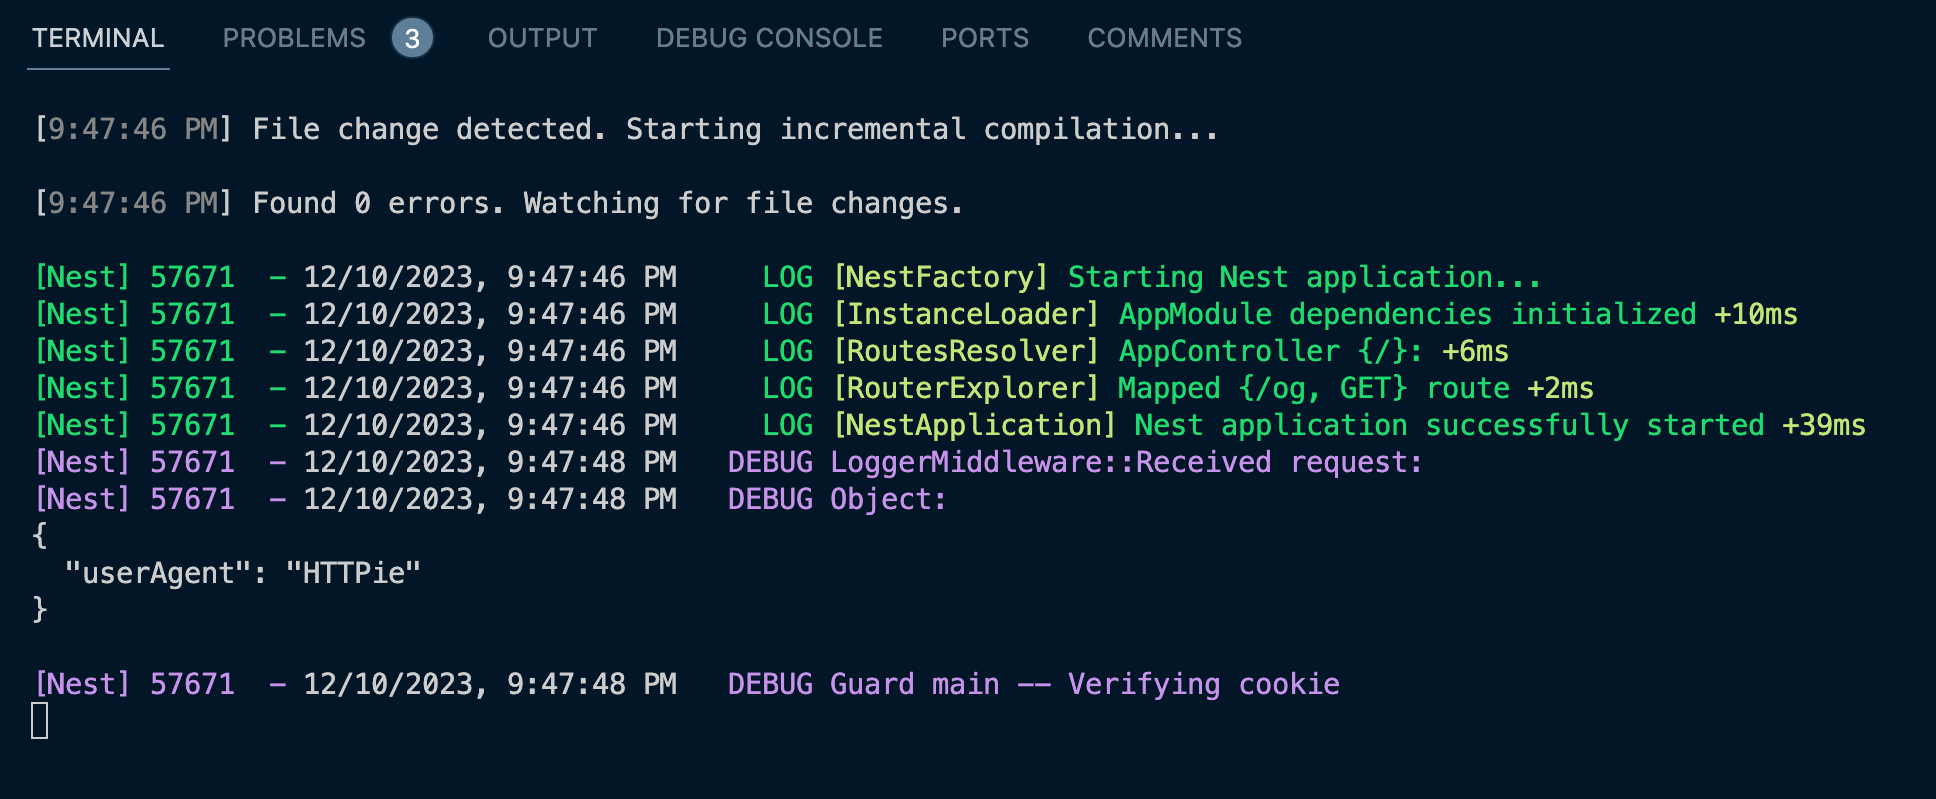 TERMINAL PROBLEMS 3 OUTPUT DEBUG CONSOLE PORTS COMMENTS
[9:47:46 PM] File change detected. Starting incremental compilation...
[9:47:46 PM] Found 0 errors. Watching for file changes.
[Nest] 57671  - 12/10/2023, 9:47:46 PM     LOG [NestFactory] Starting Nest application...
[Nest] 57671  - 12/10/2023, 9:47:46 PM     LOG [InstanceLoader] AppModule dependencies initialized +10ms
[Nest] 57671  - 12/10/2023, 9:47:46 PM     LOG [RoutesResolver] AppController {/}: +6ms
[Nest] 57671  - 12/10/2023, 9:47:46 PM     LOG [RouterExplorer] Mapped {/og, GET} route +2ms
[Nest] 57671  - 12/10/2023, 9:47:46 PM     LOG [NestApplication] Nest application successfully started +39ms
[Nest] 57671  - 12/10/2023, 9:47:48 PM   DEBUG LoggerMiddleware::Received request:
[Nest] 57671  - 12/10/2023, 9:47:48 PM   DEBUG Object:
{
  "userAgent": "HTTPie"
}
[Nest] 57671  - 12/10/2023, 9:47:48 PM   DEBUG Guard main -- Verifying cookie